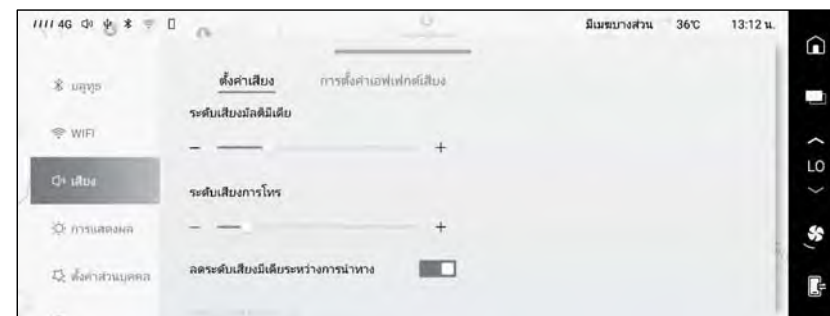 4G
มีเมฆบางส่วน 36°C 13:12 น.
บลูทูธ
ตั้งค่าเสียง การตั้งค่าเอฟเฟกต์เสียง
ระดับเสียงมัลติมีเดีย
WIFI
- +
LO
เสียง
ระดับเสียงการโทร
การแสดงผล
- +
ตั้งค่าส่วนบุคคล
ลดระดับเสียงมีเดียระหว่างการนำทาง